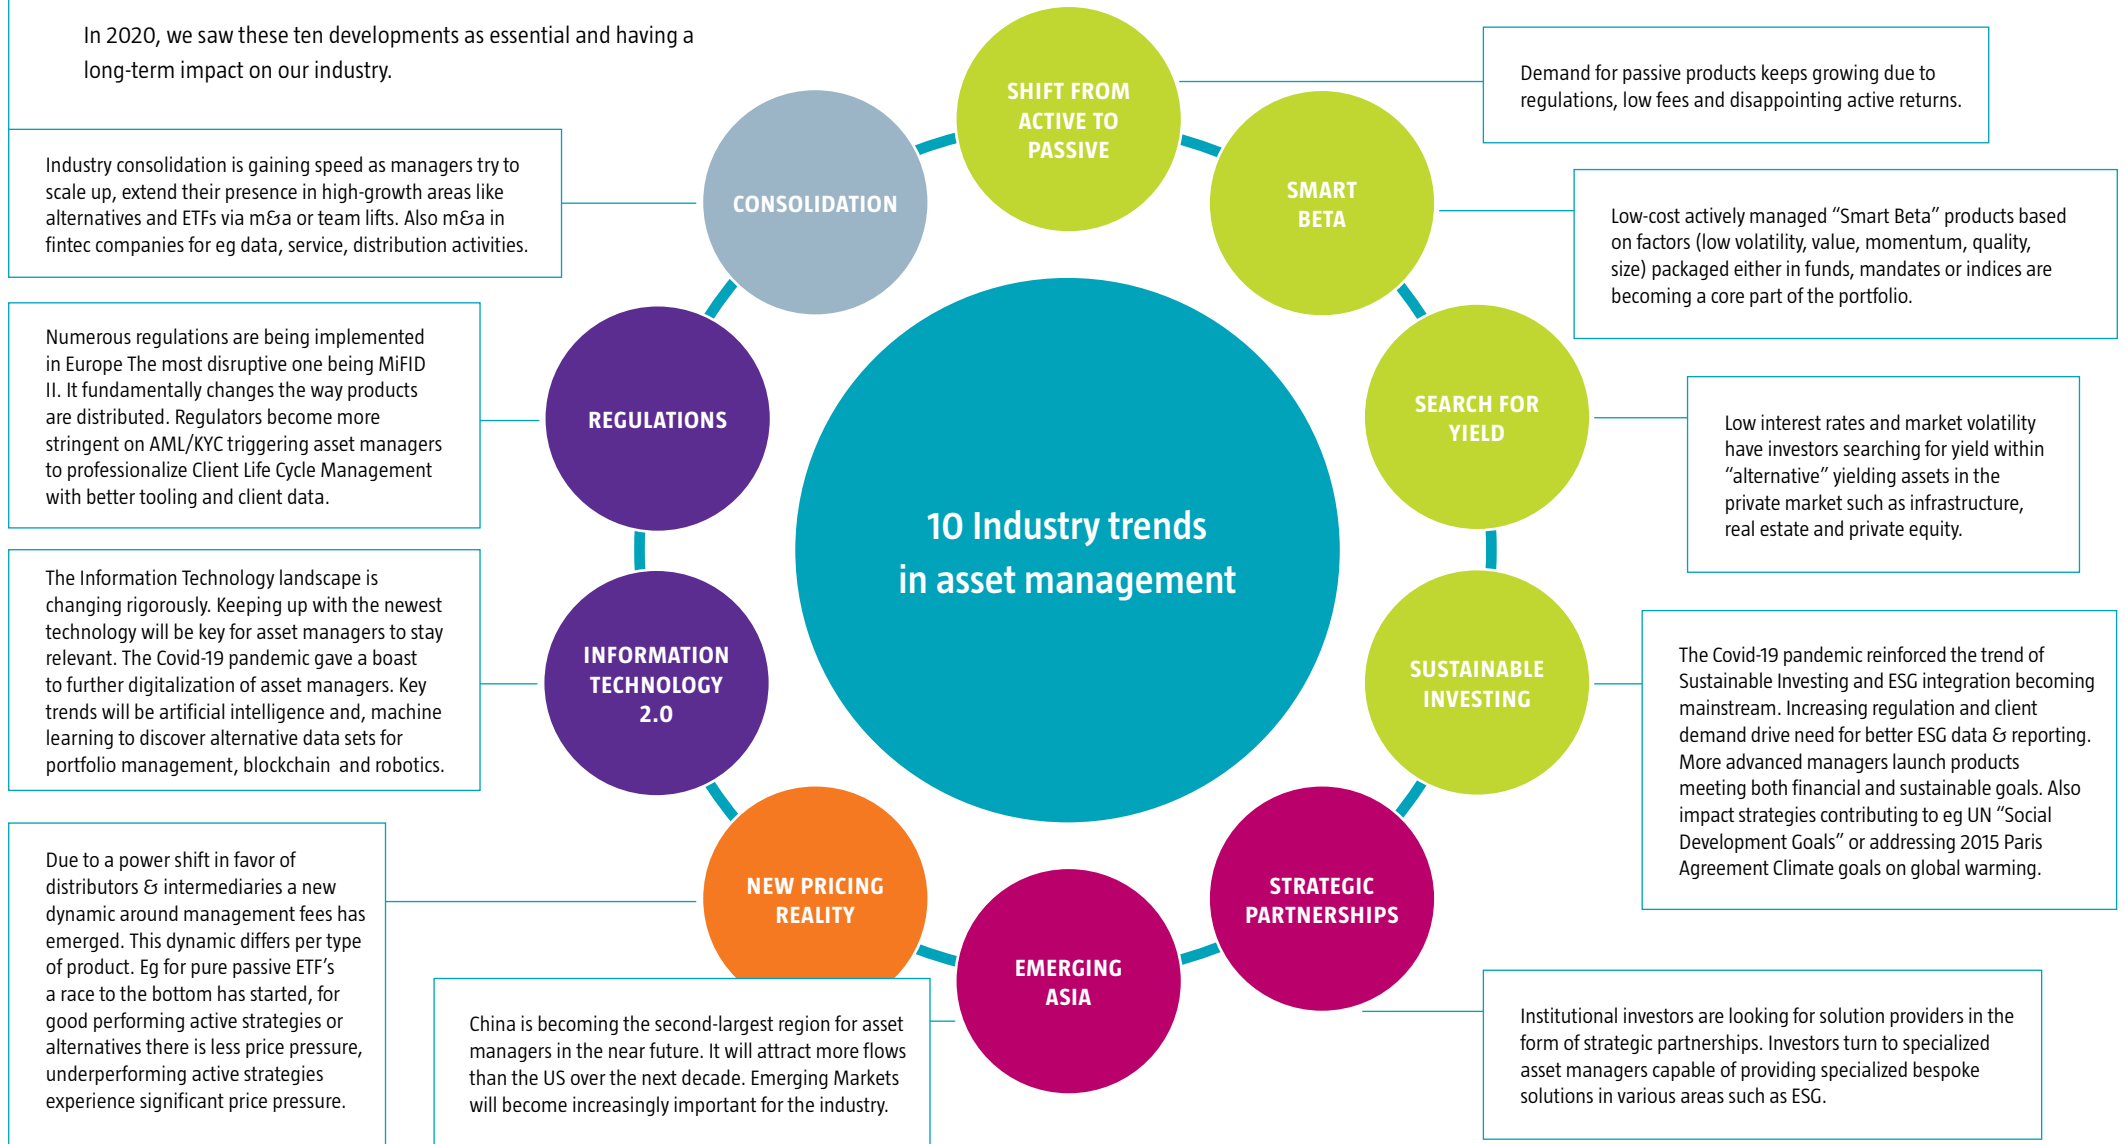 In 2020, we saw these ten developments as essential and having a
long-term impact on our industry.
SHIFT FROM
ACTIVE TO
PASSIVE
Demand for passive products keeps growing due to
regulations, low fees and disappointing active returns.
SMART
BETA
Low-cost actively managed “Smart Beta” products based
on factors (low volatility, value, momentum, quality,
size) packaged either in funds, mandates or indices are
becoming a core part of the portfolio.
SEARCH FOR
YIELD
Low interest rates and market volatility
have investors searching for yield within
“alternative” yielding assets in the
private market such as infrastructure,
real estate and private equity.
SUSTAINABLE
INVESTING
The Covid-19 pandemic reinforced the trend of
Sustainable Investing and ESG integration becoming
mainstream. Increasing regulation and client
demand drive need for better ESG data & reporting.
More advanced managers launch products
meeting both financial and sustainable goals. Also
impact strategies contributing to eg UN “Social
Development Goals” or addressing 2015 Paris
Agreement Climate goals on global warming.
STRATEGIC
PARTNERSHIPS
Institutional investors are looking for solution providers in the
form of strategic partnerships. Investors turn to specialized
asset managers capable of providing specialized bespoke
solutions in various areas such as ESG.
EMERGING
ASIA
China is becoming the second-largest region for asset
managers in the near future. It will attract more flows
than the US over the next decade. Emerging Markets
will become increasingly important for the industry.
NEW PRICING
REALITY
Due to a power shift in favor of
distributors & intermediaries a new
dynamic around management fees has
emerged. This dynamic differs per type
of product. Eg for pure passive ETF’s
a race to the bottom has started, for
good performing active strategies or
alternatives there is less price pressure,
underperforming active strategies
experience significant price pressure.
INFORMATION
TECHNOLOGY
2.0
The Information Technology landscape is
changing rigorously. Keeping up with the newest
technology will be key for asset managers to stay
relevant. The Covid-19 pandemic gave a boast
to further digitalization of asset managers. Key
trends will be artificial intelligence and, machine
learning to discover alternative data sets for
portfolio management, blockchain and robotics.
REGULATIONS
Numerous regulations are being implemented
in Europe The most disruptive one being MiFID
II. It fundamentally changes the way products
are distributed. Regulators become more
stringent on AML/KYC triggering asset managers
to professionalize Client Life Cycle Management
with better tooling and client data.
CONSOLIDATION
Industry consolidation is gaining speed as managers try to
scale up, extend their presence in high-growth areas like
alternatives and ETFs via m&a or team lifts. Also m&a in
fintec companies for eg data, service, distribution activities.
10 Industry trends
in asset management